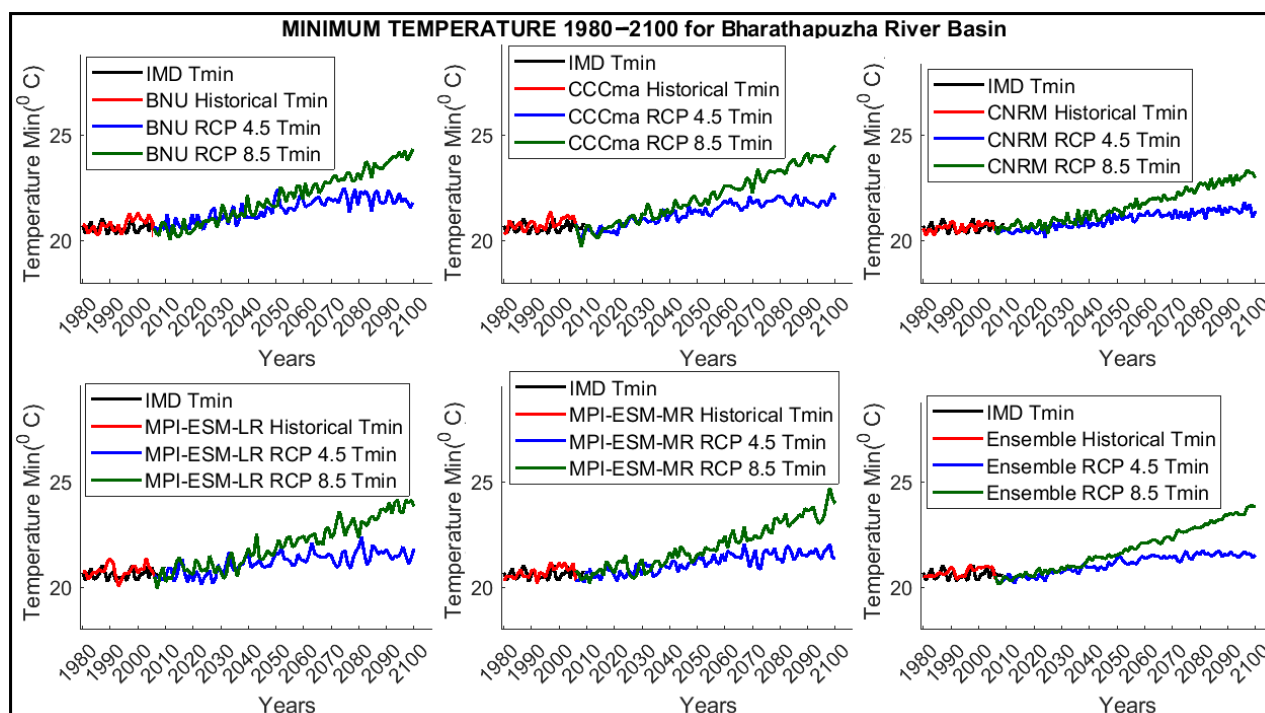 MINIMUM TEMPERATURE 1980–2100 for Bharathapuzha River Basin
Temperature Min(⁰ C)
IMD Tmin
BNU Historical Tmin
BNU RCP 4.5 Tmin
BNU RCP 8.5 Tmin
25
20
1980 1990 2000 2010 2020 2030 2040 2050 2060 2070 2080 2090 2100
Years
Temperature Min(⁰ C)
IMD Tmin
CCCma Historical Tmin
CCCma RCP 4.5 Tmin
CCCma RCP 8.5 Tmin
25
20
1980 1990 2000 2010 2020 2030 2040 2050 2060 2070 2080 2090 2100
Years
Temperature Min(⁰ C)
IMD Tmin
CNRM Historical Tmin
CNRM RCP 4.5 Tmin
CNRM RCP 8.5 Tmin
25
20
1980 1990 2000 2010 2020 2030 2040 2050 2060 2070 2080 2090 2100
Years
Temperature Min(⁰ C)
IMD Tmin
MPI-ESM-LR Historical Tmin
MPI-ESM-LR RCP 4.5 Tmin
MPI-ESM-LR RCP 8.5 Tmin
25
20
1980 1990 2000 2010 2020 2030 2040 2050 2060 2070 2080 2090 2100
Years
Temperature Min(⁰ C)
IMD Tmin
MPI-ESM-MR Historical Tmin
MPI-ESM-MR RCP 4.5 Tmin
MPI-ESM-MR RCP 8.5 Tmin
25
20
1980 1990 2000 2010 2020 2030 2040 2050 2060 2070 2080 2090 2100
Years
Temperature Min(⁰ C)
IMD Tmin
Ensemble Historical Tmin
Ensemble RCP 4.5 Tmin
Ensemble RCP 8.5 Tmin
25
20
1980 1990 2000 2010 2020 2030 2040 2050 2060 2070 2080 2090 2100
Years